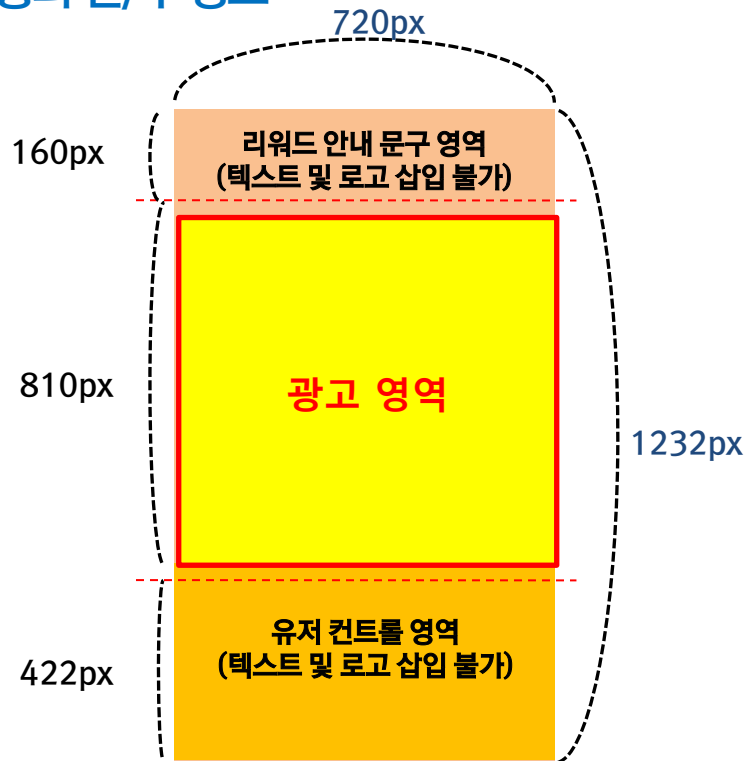 720px
160px
리워드 안내 문구 영역
(텍스트 및 로고 삽입 불가)
810px
광고 영역
1232px
422px
유저 컨트롤 영역
(텍스트 및 로고 삽입 불가)